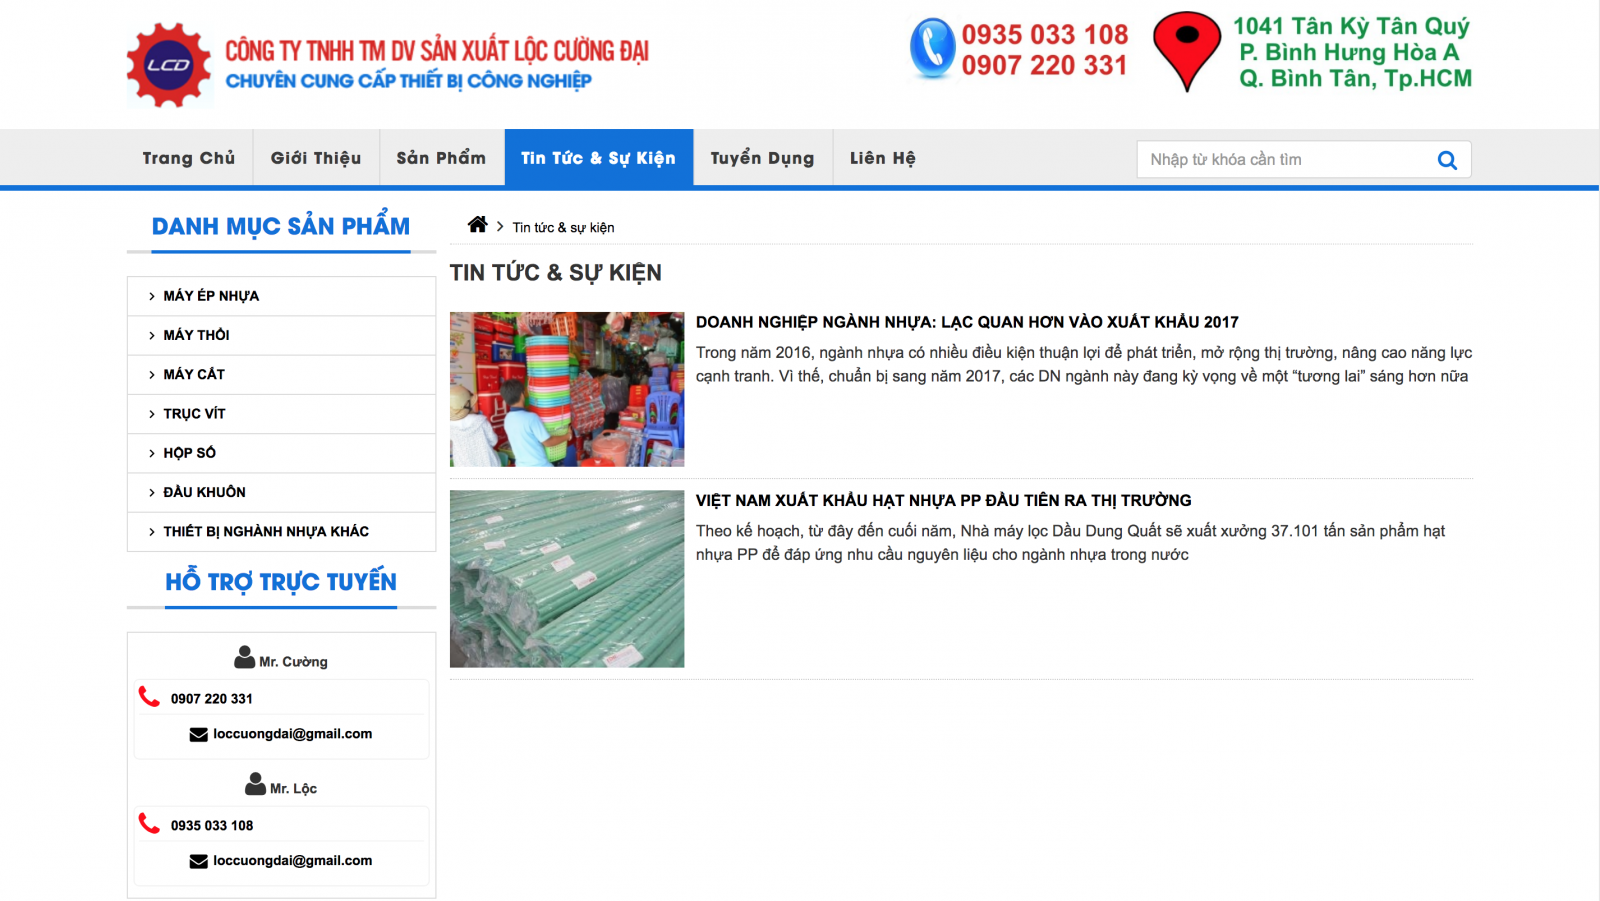 LCD
CÔNG TY TNHH TM DV SẢN XUẤT LỘC CƯỜNG ĐẠI
CHUYÊN CUNG CẤP THIẾT BỊ CÔNG NGHIỆP
0935 033 108
0907 220 331
1041 Tân Kỳ Tân Quý
P. Bình Hưng Hòa A
Q. Bình Tân, Tp.HCM
Trang Chủ
Giới Thiệu
Sản Phẩm
Tin Tức & Sự Kiện
Tuyển Dụng
Liên Hệ
Nhập từ khóa cần tìm
DANH MỤC SẢN PHẨM
MÁY ÉP NHỰA
MÁY THỔI
MÁY CẮT
TRỤC VÍT
HỘP SỐ
ĐẦU KHUÔN
THIẾT BỊ NGHÀNH NHỰA KHÁC
HỖ TRỢ TRỰC TUYẾN
Mr. Cường
0907 220 331
loccuongdai@gmail.com
Mr. Lộc
0935 033 108
loccuongdai@gmail.com
Tin tức & sự kiện
TIN TỨC & SỰ KIỆN
DOANH NGHIỆP NGÀNH NHỰA: LẠC QUAN HƠN VÀO XUẤT KHẨU 2017
Trong năm 2016, ngành nhựa có nhiều điều kiện thuận lợi để phát triển, mở rộng thị trường, nâng cao năng lực
cạnh tranh. Vì thế, chuẩn bị sang năm 2017, các DN ngành này đang kỳ vọng về một “tương lai” sáng hơn nữa
VIỆT NAM XUẤT KHẨU HẠT NHỰA PP ĐẦU TIÊN RA THỊ TRƯỜNG
Theo kế hoạch, từ đây đến cuối năm, Nhà máy lọc Dầu Dung Quất sẽ xuất xưởng 37.101 tấn sản phẩm hạt
nhựa PP để đáp ứng nhu cầu nguyên liệu cho ngành nhựa trong nước